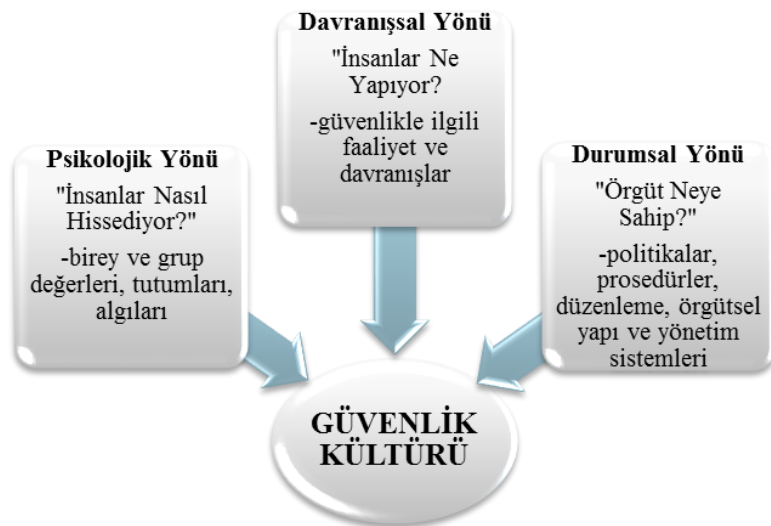 Psikolojik Yönü
"İnsanlar Nasıl
Hissediyor?"
-birey ve grup
değerleri, tutumları,
algıları
Davranışsal Yönü
"İnsanlar Ne
Yapıyor?
-güvenlikle ilgili
faaliyet ve
davranışlar
Durumsal Yönü
"Örgüt Neye
Sahip?"
-politikalar,
prosedürler,
düzenleme, örgütsel
yapı ve yönetim
sistemleri
GÜVENLİK
KÜLTÜRÜ